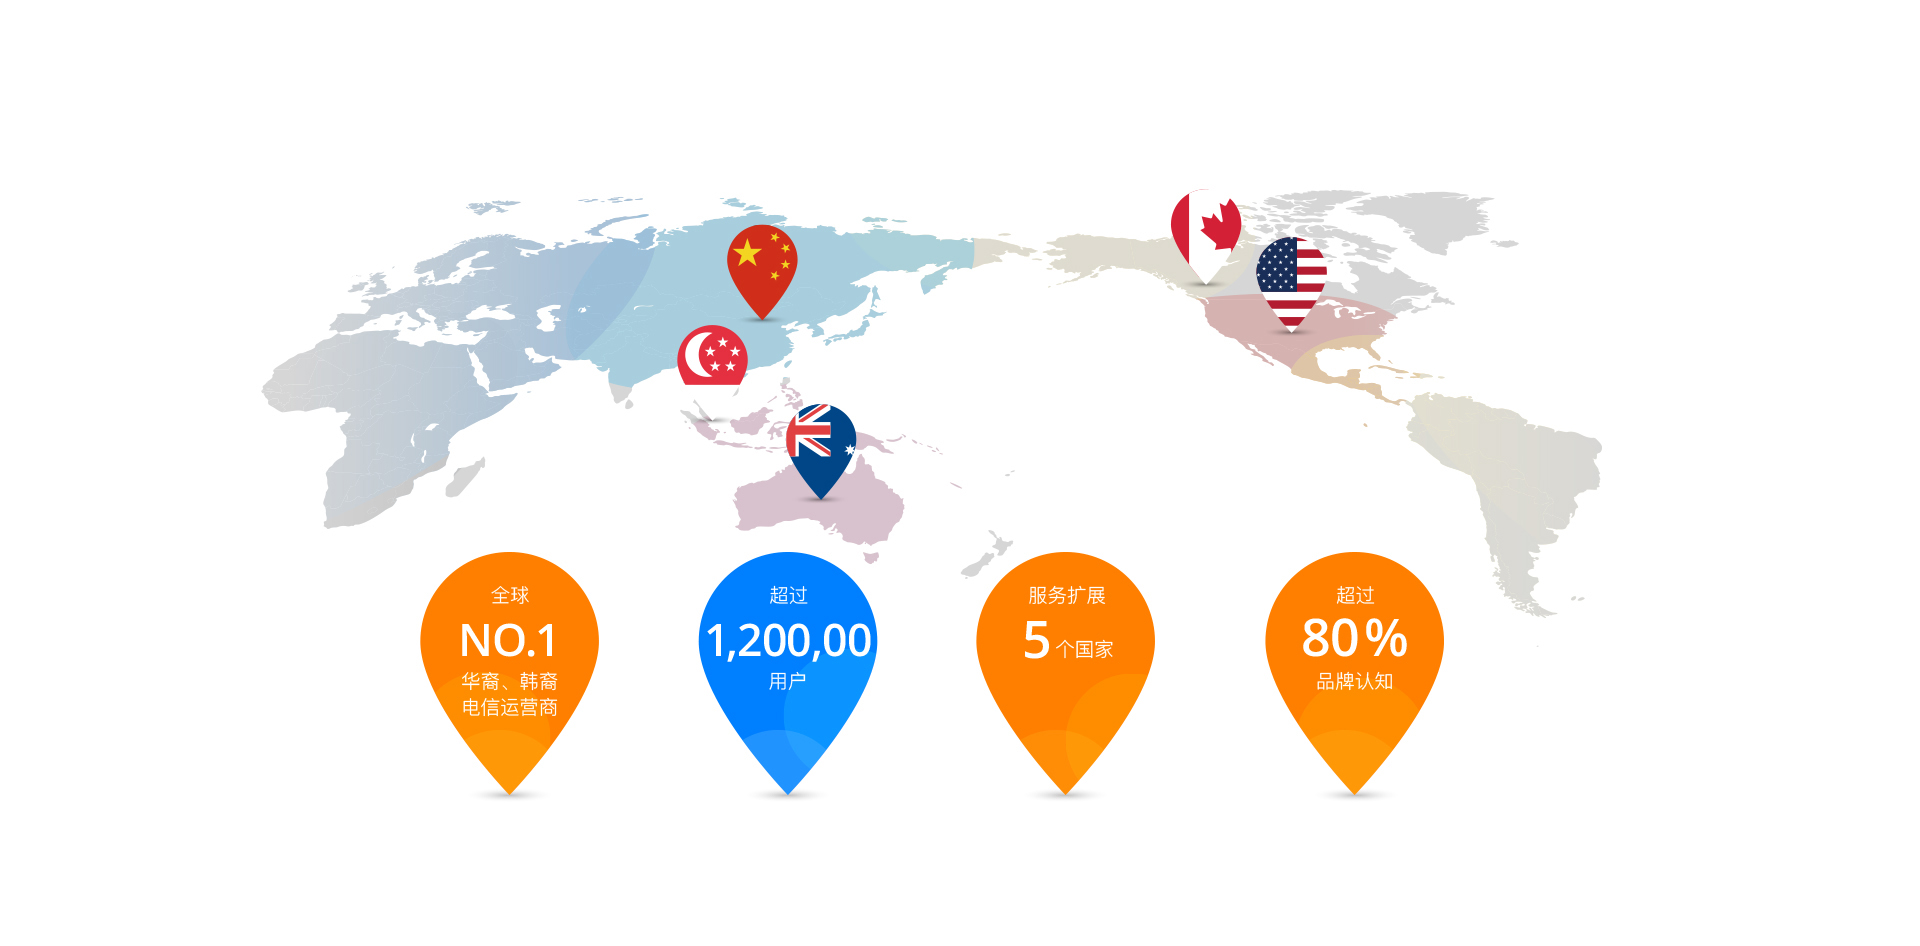 全球
NO.1
华裔、韩裔
电信运营商
超过
1,200,00
用户
服务扩展
5 个国家
超过
80%
品牌认知